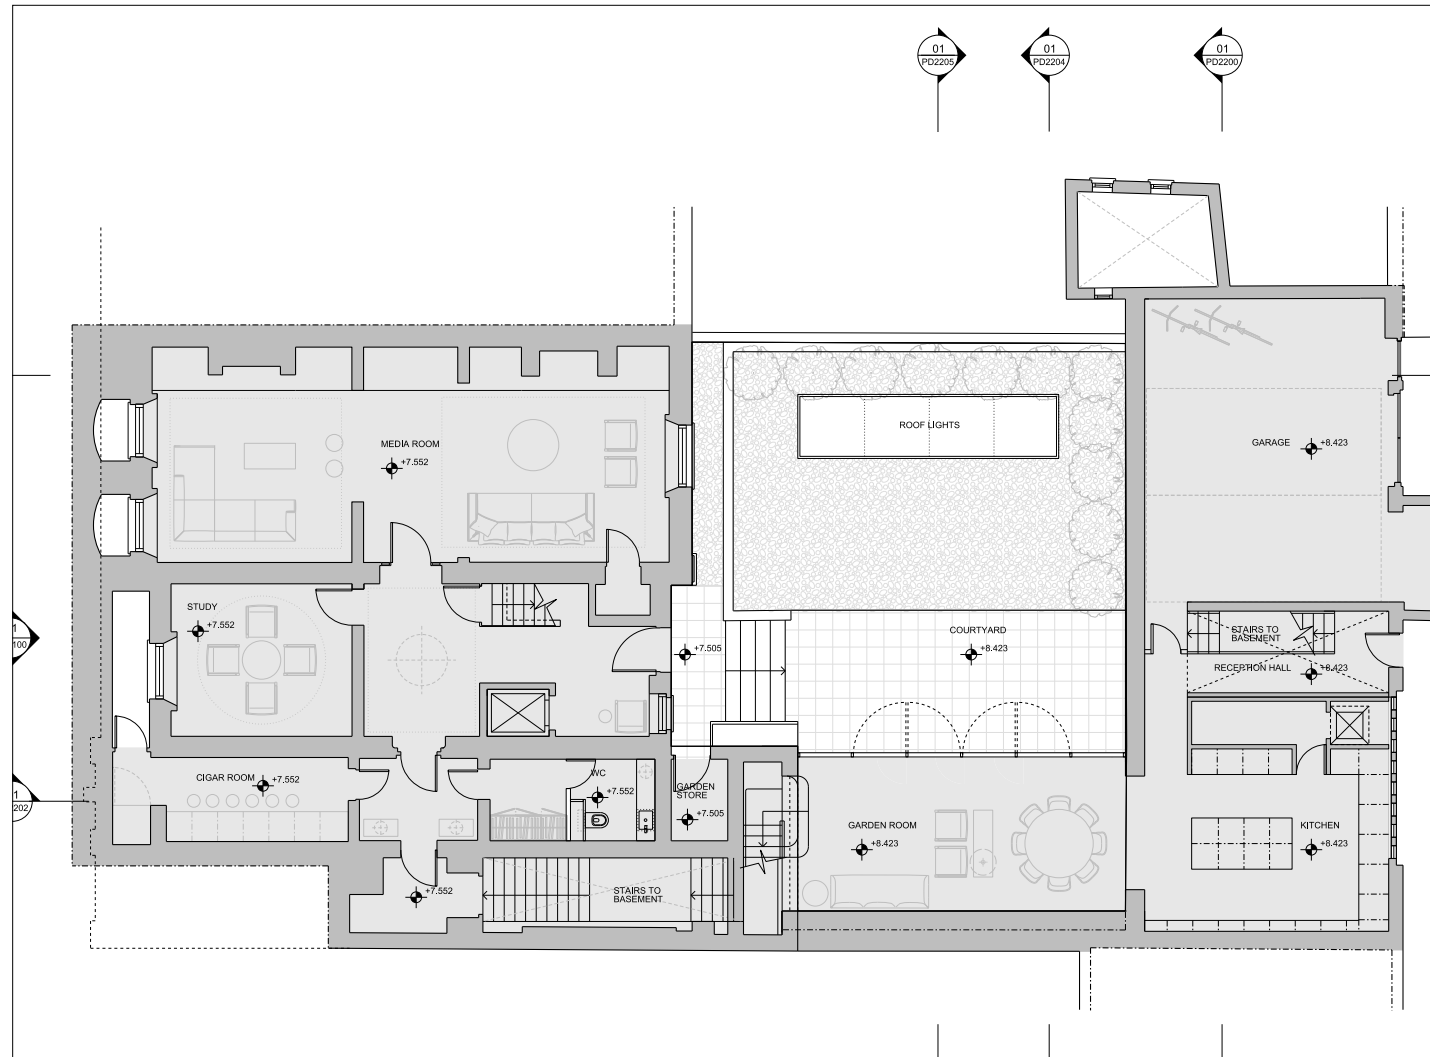 01
PD2205
01
PD2204
01
PD2200
ROOF LIGHTS
MEDIA ROOM
+7.552
GARAGE
+8.423
STUDY
+7.552
1
100
+7.505
COURTYARD
+8.423
STAIRS TO
BASEMENT
RECEPTION HALL
+8.423
CIGAR ROOM
+7.552
WC
+7.552
GARDEN
STORE
+7.505
1
202
GARDEN ROOM
+8.423
KITCHEN
+8.423
+7.552
STAIRS TO
BASEMENT